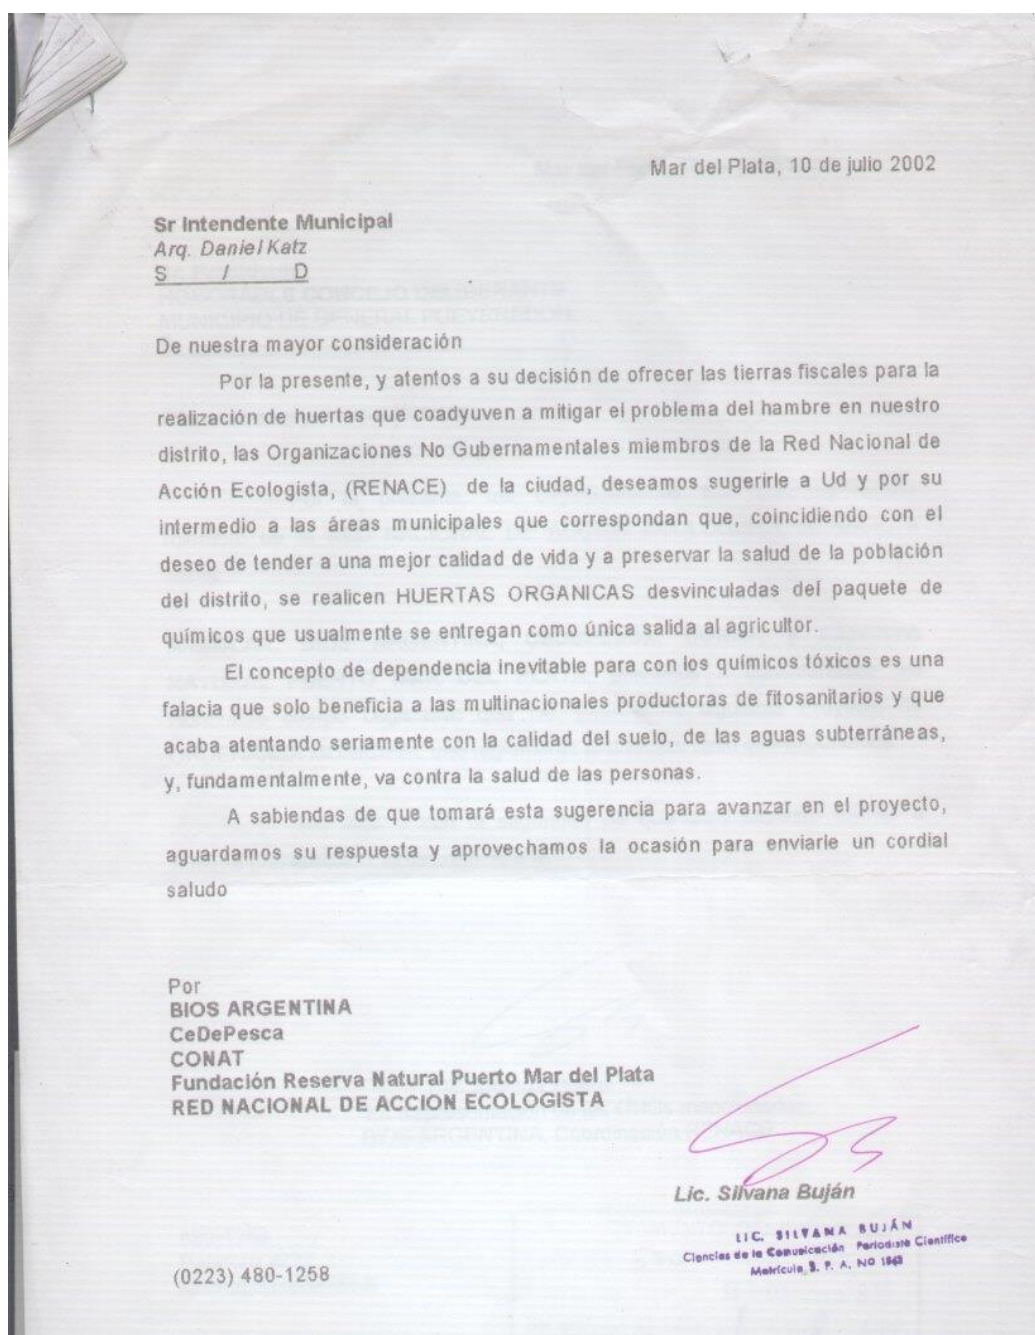 Mar del Plata, 10 de julio 2002
Sr Intendente Municipal
Arq. Daniel Katz
S / D
De nuestra mayor consideración
Por la presente, y atentos a su decisión de ofrecer las tierras fiscales para la
realización de huertas que coadyuven a mitigar el problema del hambre en nuestro
distrito, las Organizaciones No Gubernamentales miembros de la Red Nacional de
Acción Ecologista, (RENACE) de la ciudad, deseamos sugerirle a Ud y por su
intermedio a las áreas municipales que correspondan que, coincidiendo con el
deseo de tender a una mejor calidad de vida y a preservar la salud de la población
del distrito, se realicen HUERTAS ORGANICAS desvinculadas del paquete de
químicos que usualmente se entregan como única salida al agricultor.
El concepto de dependencia inevitable para con los químicos tóxicos es una
falacia que solo beneficia a las multinacionales productoras de fitosanitarios y que
acaba atentando seriamente con la calidad del suelo, de las aguas subterráneas,
y, fundamentalmente, va contra la salud de las personas.
A sabiendas de que tomará esta sugerencia para avanzar en el proyecto,
aguardamos su respuesta y aprovechamos la ocasión para enviarle un cordial
saludo
Por
BIOS ARGENTINA
CeDePesca
CONAT
Fundación Reserva Natural Puerto Mar del Plata
RED NACIONAL DE ACCION ECOLOGISTA
Lic. Silvana Buján
LIC. SILVANA BUJÁN
Ciencias de la Comunicación Periodista Científico
Matrícula S. P. A. NO
(0223) 480-1258